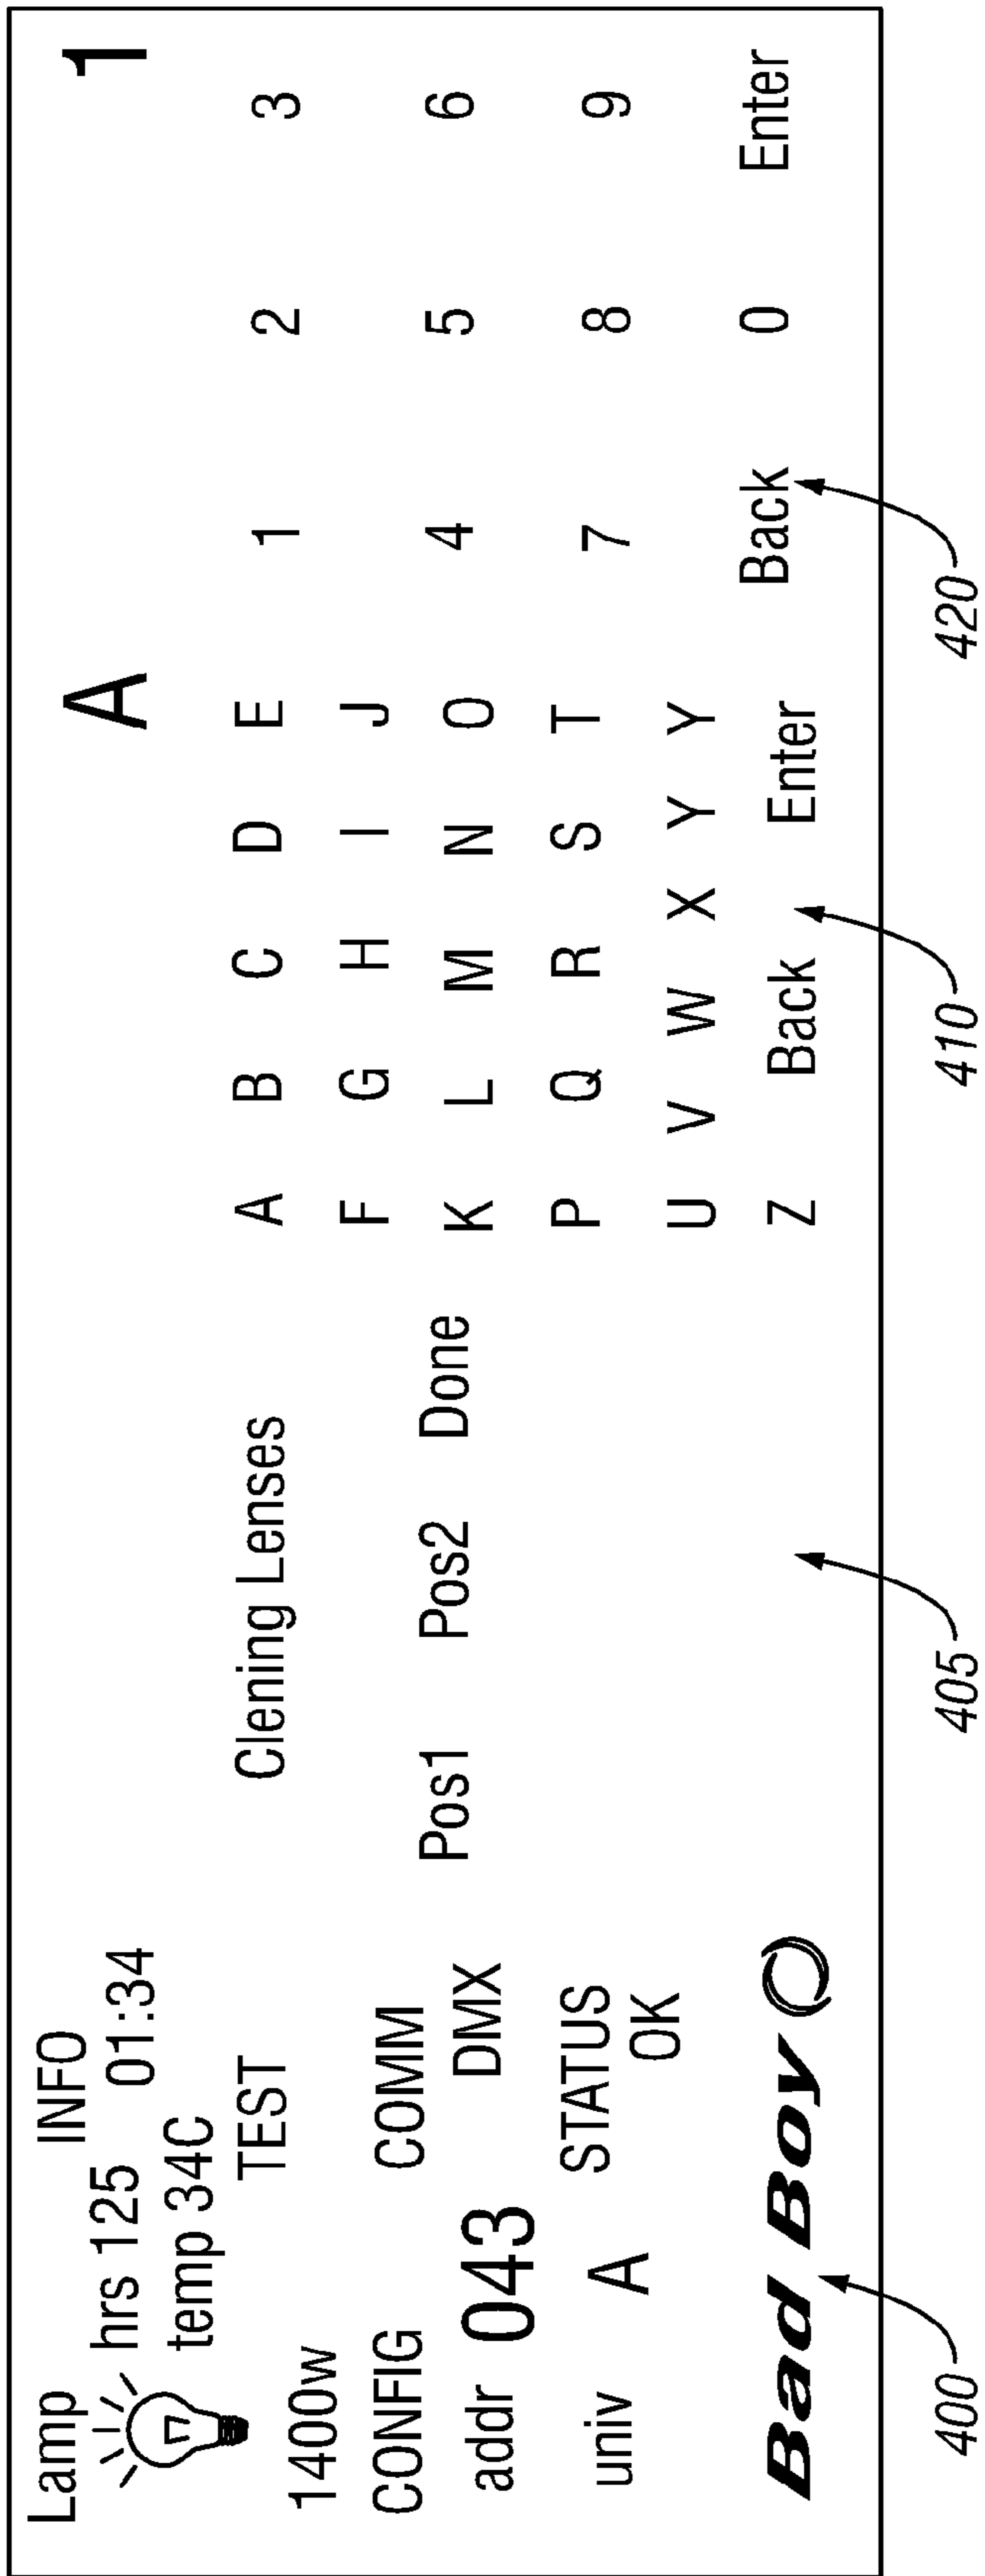 Lamp INFO
hrs 125 01:34
temp 34C
1400w TEST
CONFIG COMM
addr 043 DMX
univ A STATUS
OK
Bad Boy
400
Clening Lenses
Pos1 Pos2 Done
405
A
A B C D E
F G H I J
K L M N O
P Q R S T
U V W X Y Y
Z Back Enter
410
1
1 2 3
4 5 6
7 8 9
Back 0 Enter
420